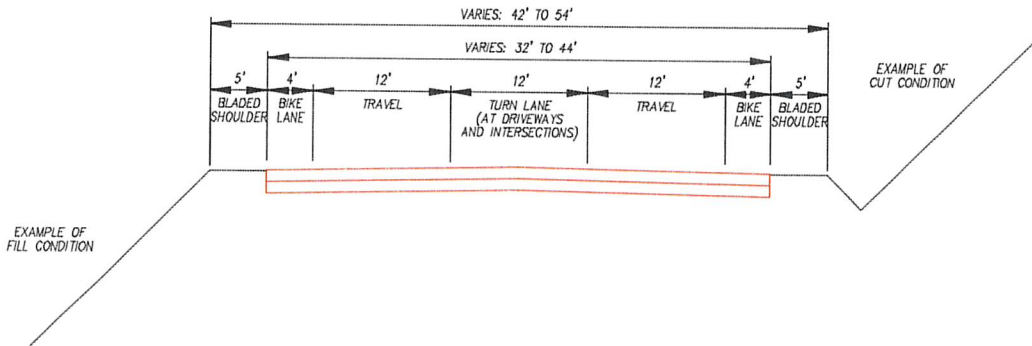 VARIES: 42' TO 54'
VARIES: 32' TO 44'
5'
BLADED
SHOULDER
4'
BIKE
LANE
12'
TRAVEL
12'
TURN LANE
(AT DRIVEWAYS
AND INTERSECTIONS)
12'
TRAVEL
4'
BIKE
LANE
5'
BLADED
SHOULDER
EXAMPLE OF
CUT CONDITION
EXAMPLE OF
FILL CONDITION